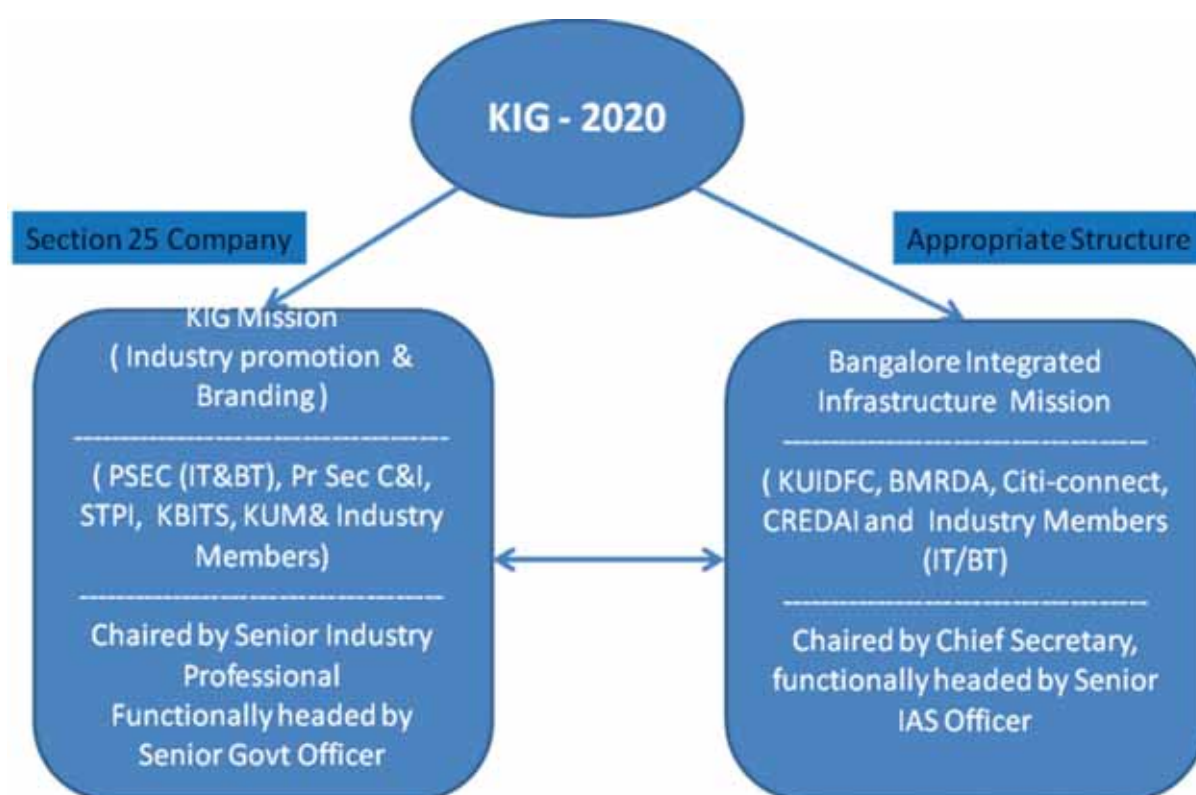 KIG - 2020
Section 25 Company
Appropriate Structure
KIG Mission
( Industry promotion &
Branding )
( PSEC (IT&BT), Pr Sec C&I,
STPI, KBITS, KUM& Industry
Members)
Chaired by Senior Industry
Professional
Functionally headed by
Senior Govt Officer
Bangalore Integrated
Infrastructure Mission
( KUIDFC, BMRDA, Citi-connect,
CREDAI and Industry Members
(IT/BT)
Chaired by Chief Secretary,
functionally headed by Senior
IAS Officer